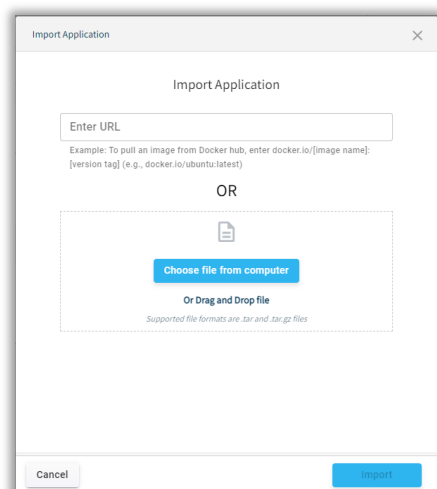 Import Application
Import Application
Enter URL
Example: To pull an image from Docker hub, enter docker.io/[image name]:
[version tag] (e.g., docker.io/ubuntu:latest)
OR
Choose file from computer
Or Drag and Drop file
Supported file formats are .tar and .tar.gz files
Cancel
Import